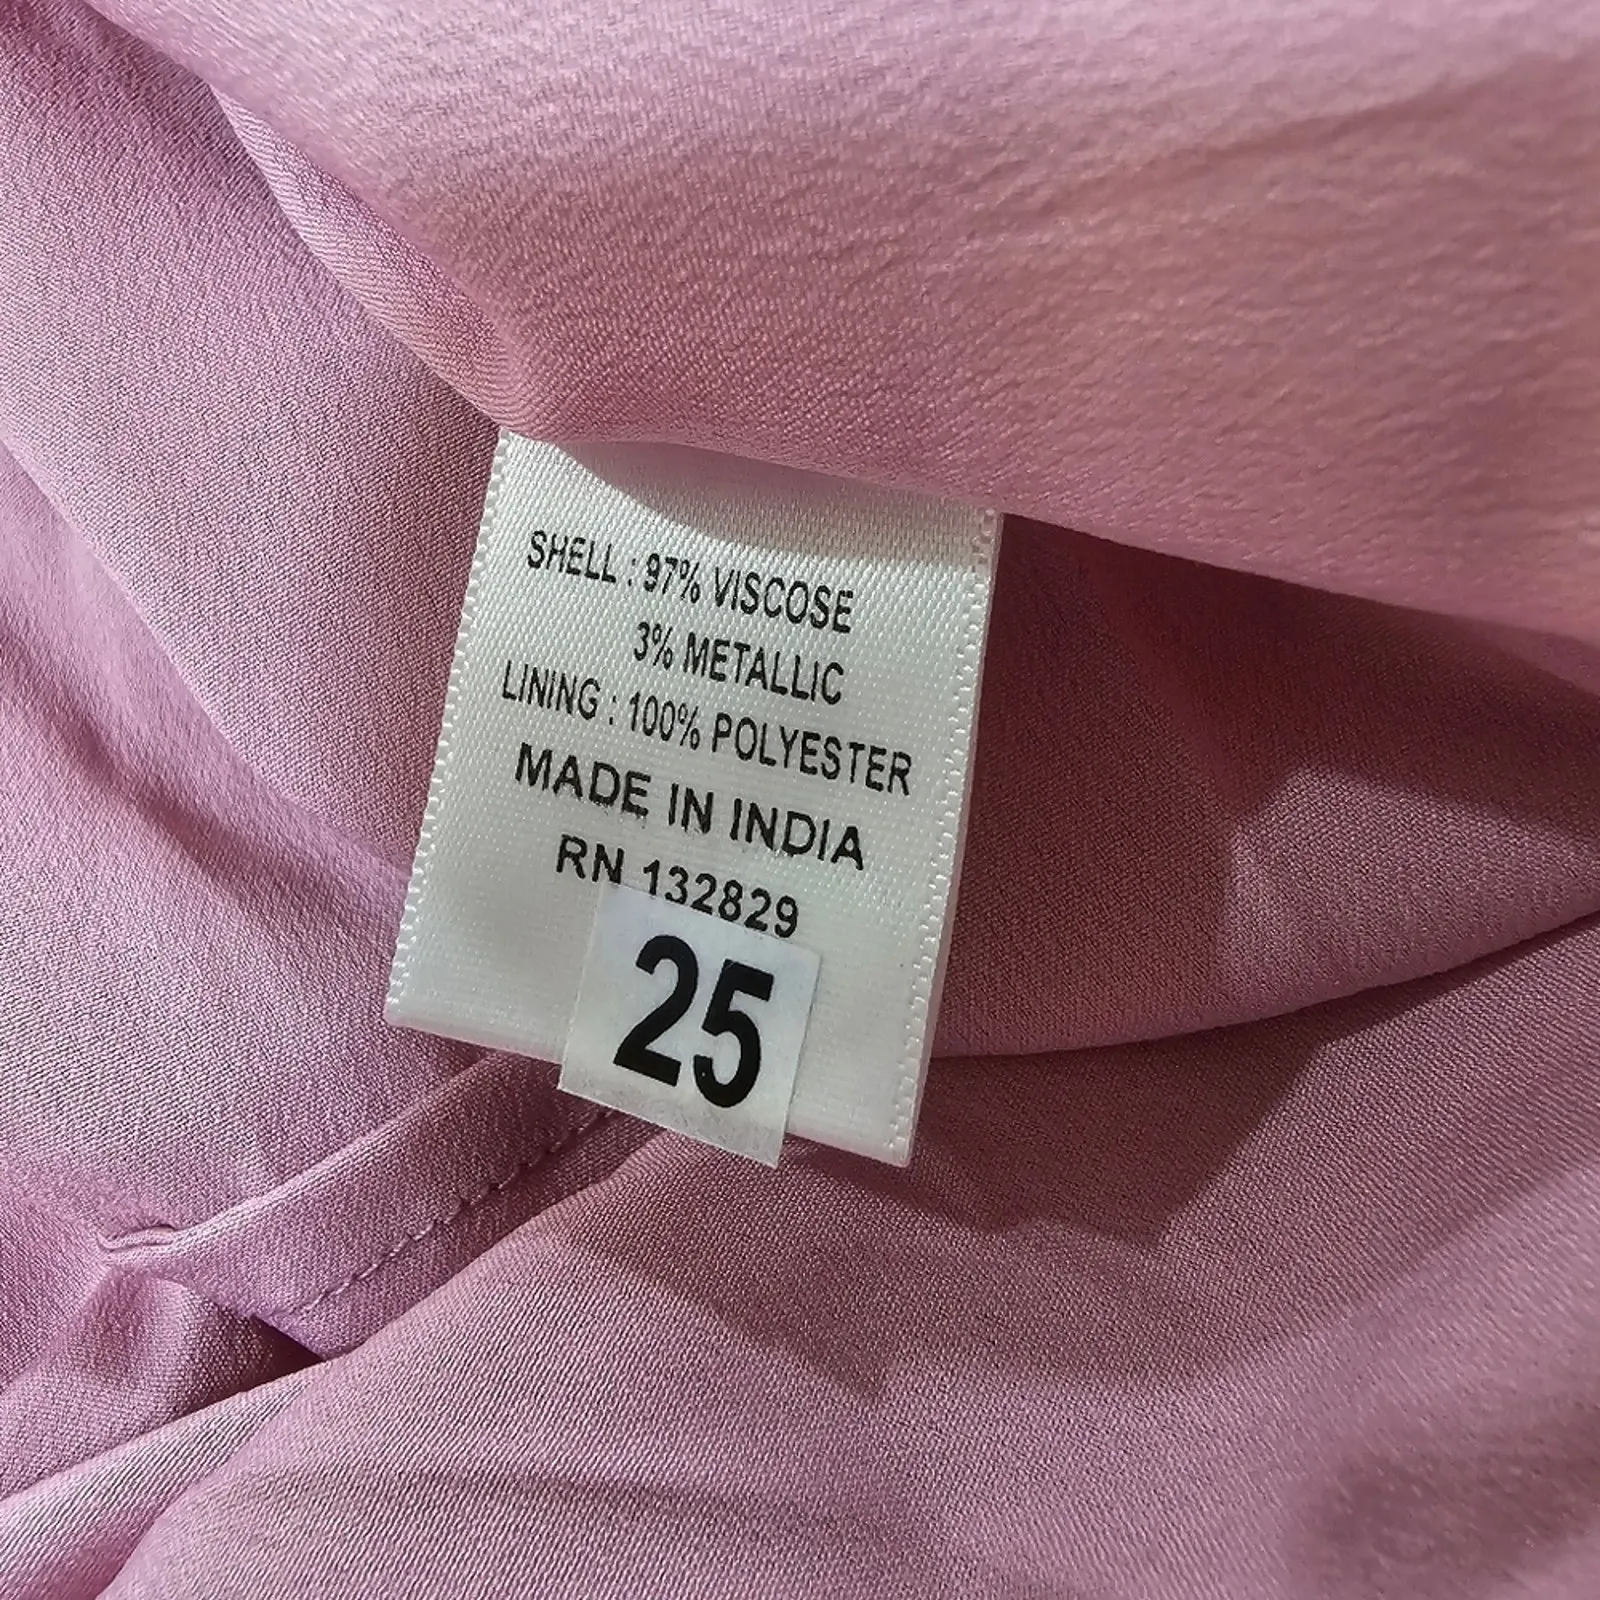 SHELL : 97% VISCOSE
3% METALLIC
LINING : 100% POLYESTER
MADE IN INDIA
RN 132829
25